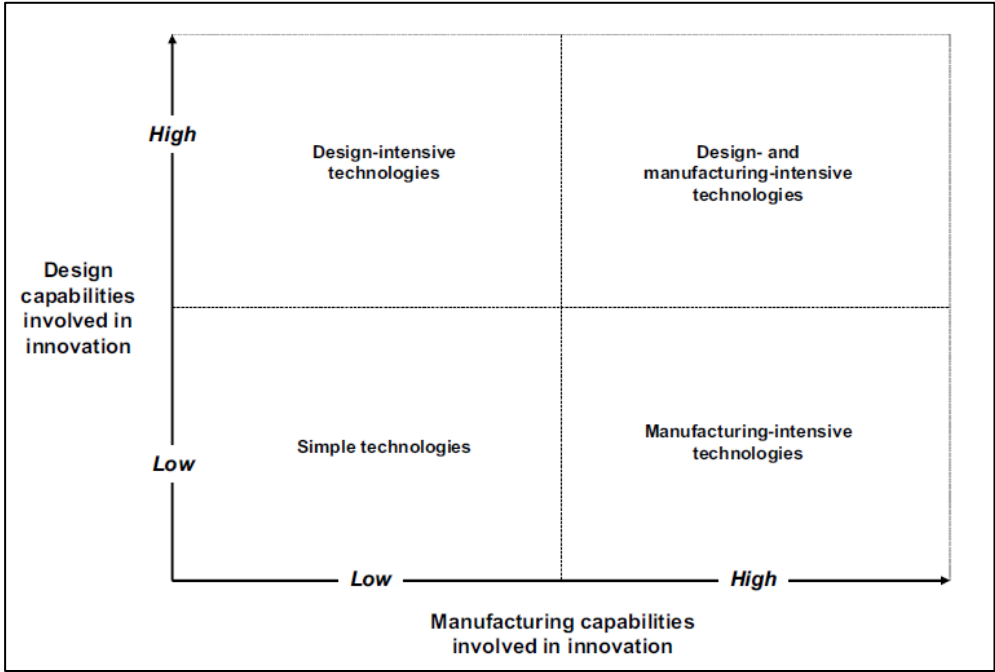 High
Design-intensive
technologies
Design- and
manufacturing-intensive
technologies
Design
capabilities
involved in
innovation
Low
Simple technologies
Manufacturing-intensive
technologies
Low
High
Manufacturing capabilities
involved in innovation